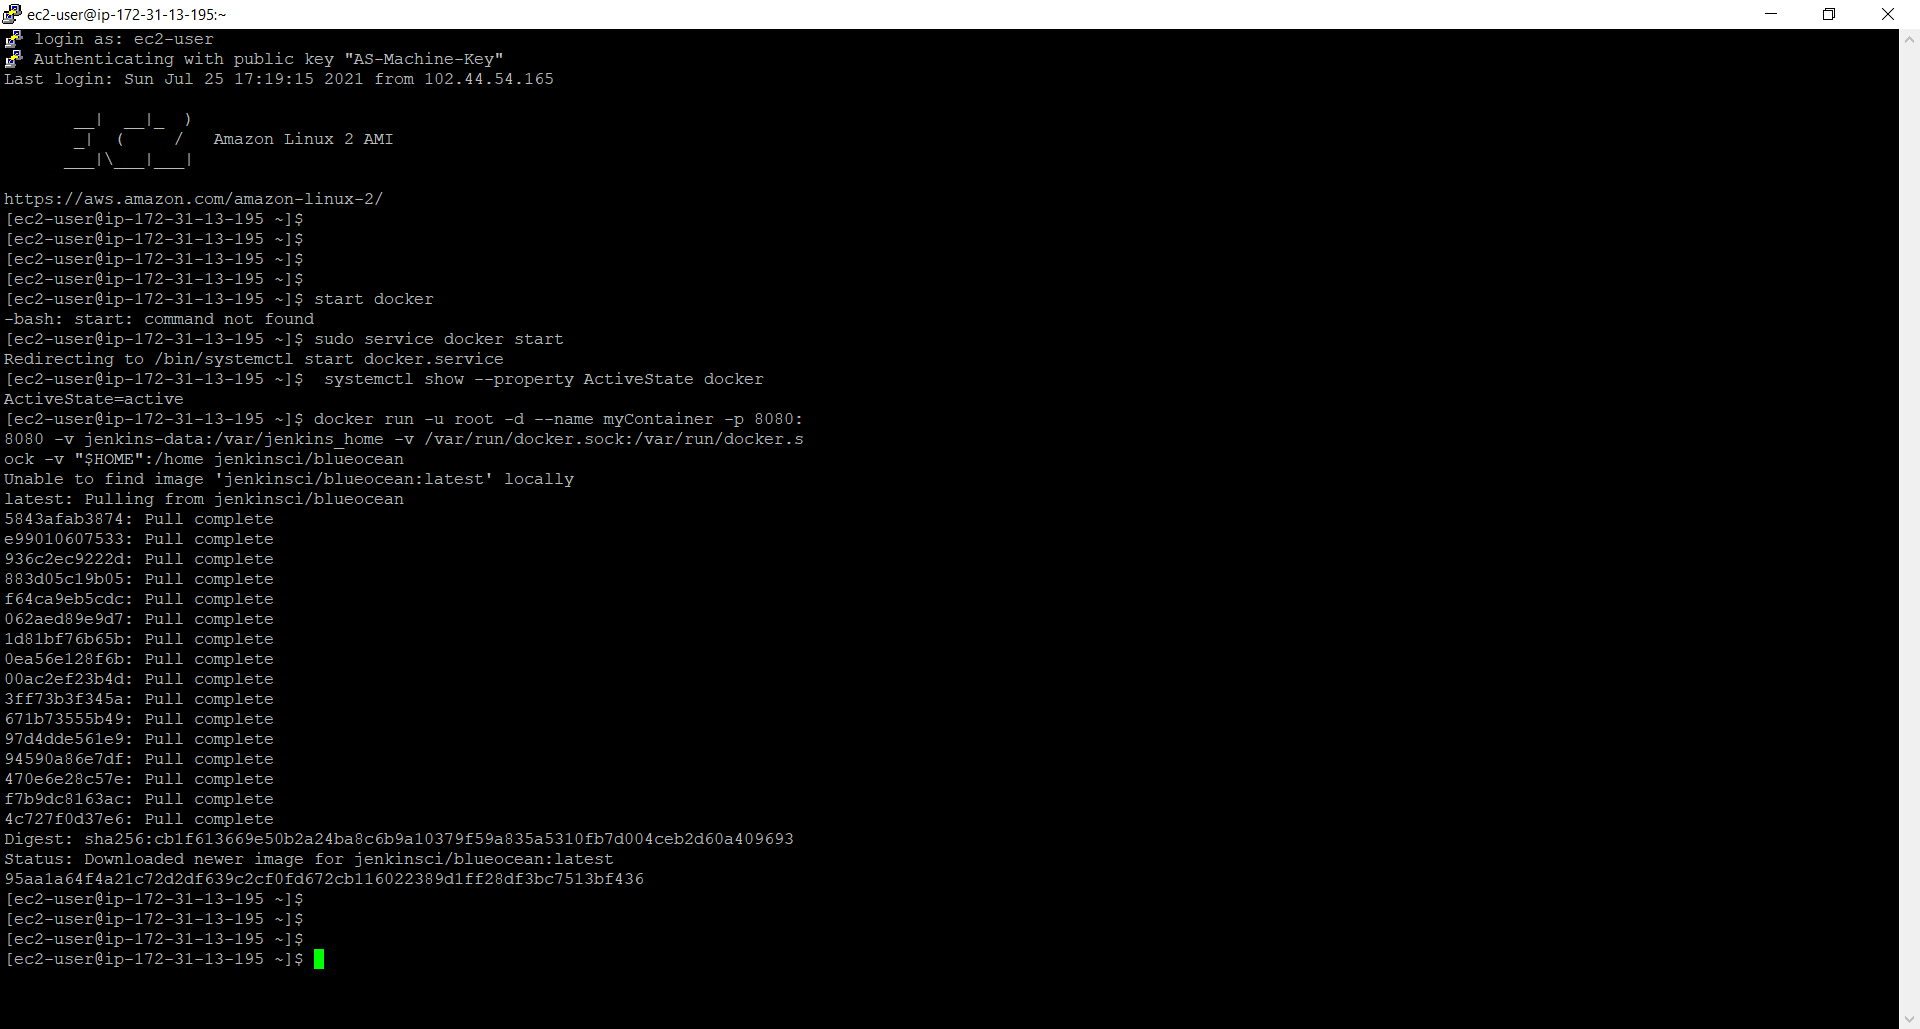 ec2-user@ip-172-31-13-195:~
login as: ec2-user
Authenticating with public key "AS-Machine-Key"
Last login: Sun Jul 25 17:19:15 2021 from 102.44.54.165
__|  __|_  )
_|  (     /   Amazon Linux 2 AMI
___|\___|___|
https://aws.amazon.com/amazon-linux-2/
[ec2-user@ip-172-31-13-195 ~]$
[ec2-user@ip-172-31-13-195 ~]$
[ec2-user@ip-172-31-13-195 ~]$
[ec2-user@ip-172-31-13-195 ~]$
[ec2-user@ip-172-31-13-195 ~]$ start docker
-bash: start: command not found
[ec2-user@ip-172-31-13-195 ~]$ sudo service docker start
Redirecting to /bin/systemctl start docker.service
[ec2-user@ip-172-31-13-195 ~]$  systemctl show --property ActiveState docker
ActiveState=active
[ec2-user@ip-172-31-13-195 ~]$ docker run -u root -d --name myContainer -p 8080:
8080 -v jenkins-data:/var/jenkins_home -v /var/run/docker.sock:/var/run/docker.s
ock -v "$HOME":/home jenkinsci/blueocean
Unable to find image 'jenkinsci/blueocean:latest' locally
latest: Pulling from jenkinsci/blueocean
5843afab3874: Pull complete
e99010607533: Pull complete
936c2ec9222d: Pull complete
883d05c19b05: Pull complete
f64ca9eb5cdc: Pull complete
062aed89e9d7: Pull complete
1d81bf76b65b: Pull complete
0ea56e128f6b: Pull complete
00ac2ef23b4d: Pull complete
3ff73b3f345a: Pull complete
671b73555b49: Pull complete
97d4dde561e9: Pull complete
94590a86e7df: Pull complete
470e6e28c57e: Pull complete
f7b9dc8163ac: Pull complete
4c727f0d37e6: Pull complete
Digest: sha256:cb1f613669e50b2a24ba8c6b9a10379f59a835a5310fb7d004ceb2d60a409693
Status: Downloaded newer image for jenkinsci/blueocean:latest
95aa1a64f4a21c72d2df639c2cf0fd672cb116022389d1ff28df3bc7513bf436
[ec2-user@ip-172-31-13-195 ~]$
[ec2-user@ip-172-31-13-195 ~]$
[ec2-user@ip-172-31-13-195 ~]$
[ec2-user@ip-172-31-13-195 ~]$